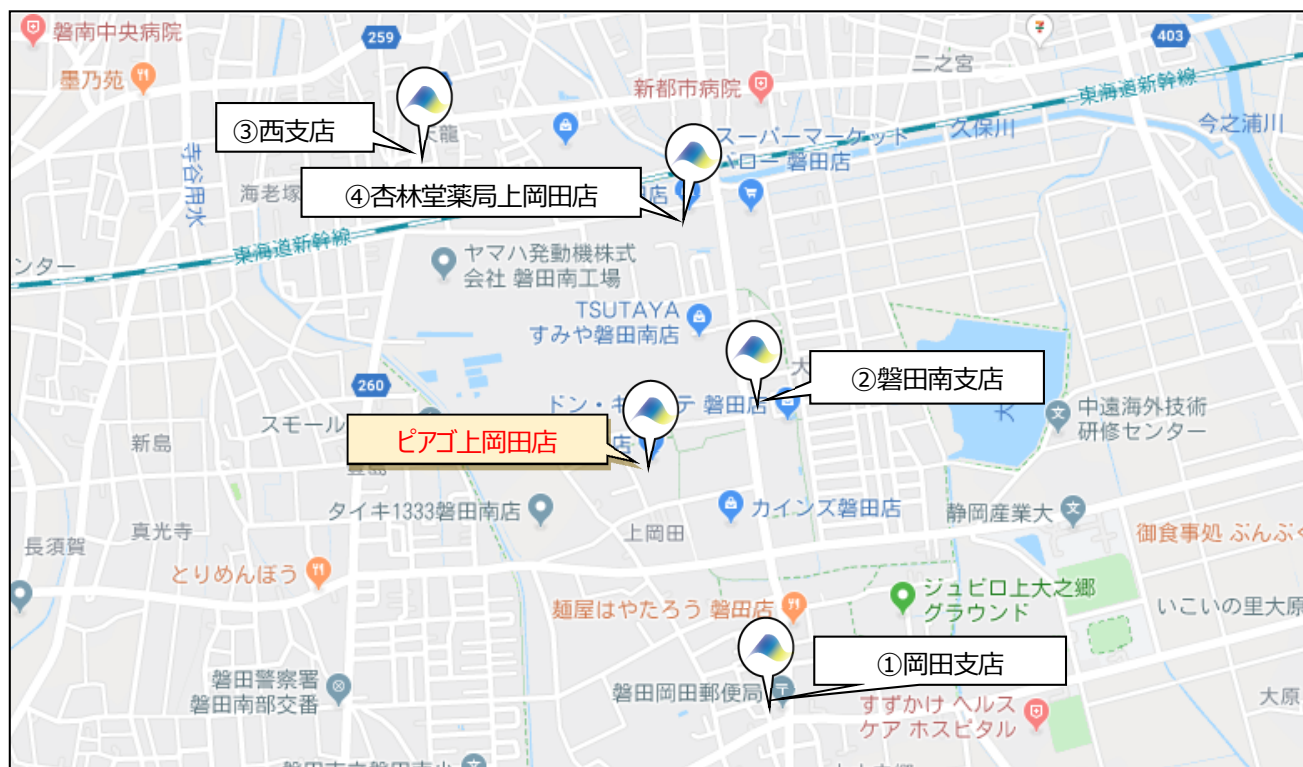 磐南中央病院
259
403
二之宮
墨乃苑
新都市病院
東海道新幹線
③西支店
天龍
スーパーマーケット
バロー 磐田店
久保川
今之浦川
寺谷用水
海老塚
④杏林堂薬局上岡田店
店
東海道新幹線
ンター
ヤマハ発動機株式
会社 磐田南工場
TSUTAYA
すみや磐田南店
②磐田南支店
大
260
ドン・キ
テ 磐田店
大
中遠海外技術
研修センター
スモール
新島
ピアゴ上岡田店
店
豊島
タイキ1333磐田南店
カインズ磐田店
静岡産業大
真光寺
上岡田
長須賀
御食事処 ぶんぶく
とりめんぼう
麺屋はやたろう 磐田店
ジュビロ上大之郷
グラウンド
いこいの里大原
①岡田支店
磐田警察署
磐田南部交番
磐田岡田郵便局
すずかけ ヘルス
ケア ホスピタル
大原